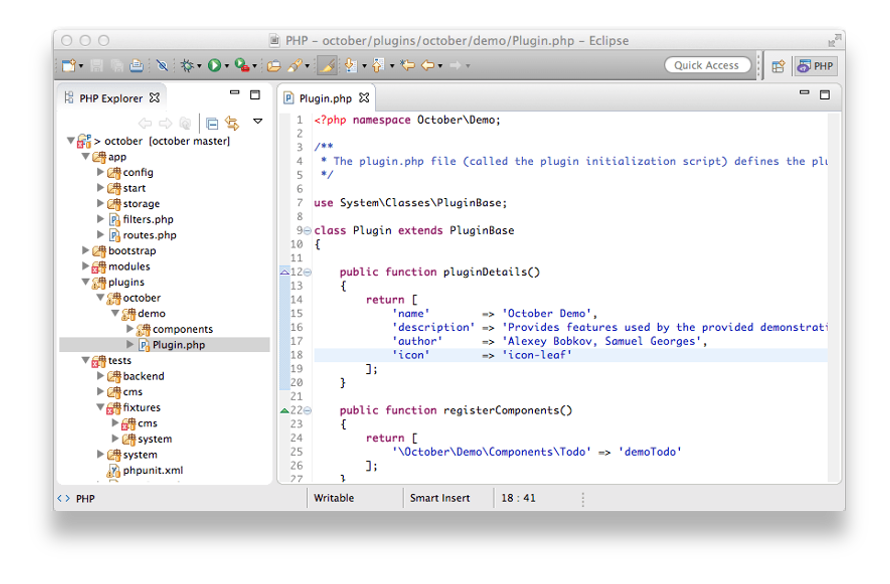 PHP – october/plugins/october/demo/Plugin.php – Eclipse
Quick Access
PHP
PHP Explorer
> october [october master]
app
config
start
storage
filters.php
routes.php
bootstrap
modules
plugins
october
demo
components
Plugin.php
tests
backend
cms
fixtures
cms
system
system
phpunit.xml
Plugin.php
1 <?php namespace October\Demo;
2
3 /**
4  * The plugin.php file (called the plugin initialization script) defines the plu
5  */
6
7 use System\Classes\PluginBase;
8
9 class Plugin extends PluginBase
10 {
11
12     public function pluginDetails()
13     {
14         return [
15             'name'        => 'October Demo',
16             'description' => 'Provides features used by the provided demonstrati
17             'author'      => 'Alexey Bobkov, Samuel Georges',
18             'icon'        => 'icon-leaf'
19         ];
20     }
21
22     public function registerComponents()
23     {
24         return [
25             '\October\Demo\Components\Todo' => 'demoTodo'
26         ];
27     }
PHP
Writable
Smart Insert
18 : 41